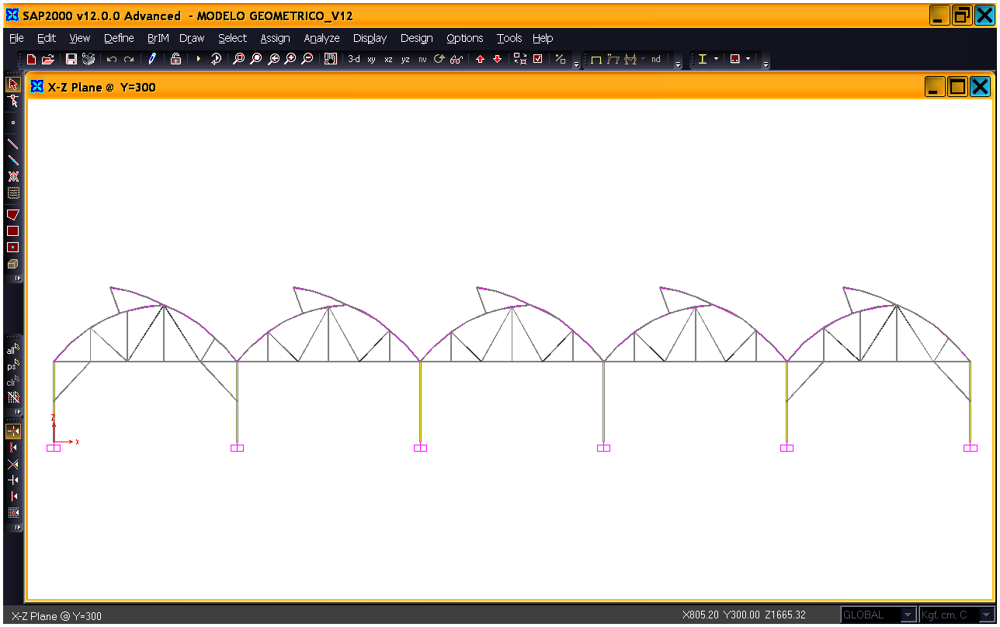 SAP2000 v12.0.0 Advanced - MODELO GEOMETRICO_V12
File Edit View Define BrIM Draw Select Assign Analyze Display Design Options Tools Help
3-d xy xz yz nv nd
X-Z Plane @ Y=300
all
ps
clr
Z
X
X-Z Plane @ Y=300 X805.20 Y300.00 Z1665.32 GLOBAL Kgf, cm, C